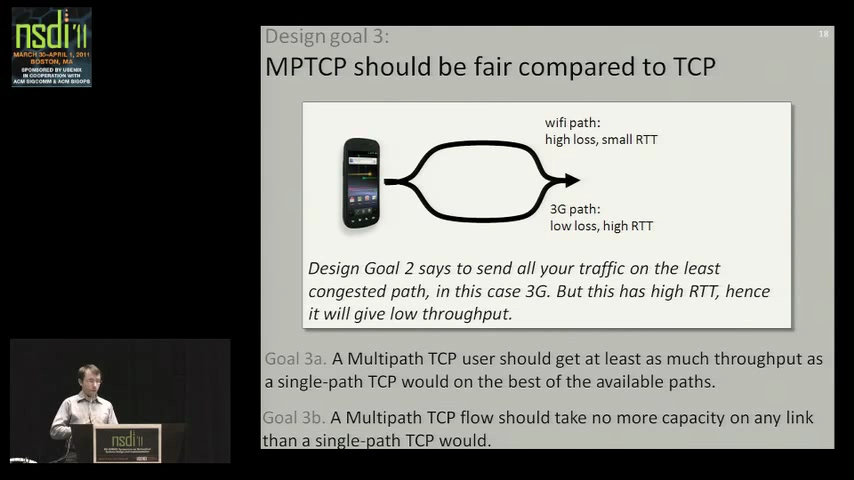 nsdi'11
MARCH 30–APRIL 1, 2011
BOSTON, MA
SPONSORED BY USENIX
IN COOPERATION WITH
ACM SIGCOMM & ACM SIGOPS
Design goal 3:
18
MPTCP should be fair compared to TCP
wifi path:
high loss, small RTT
3G path:
low loss, high RTT
Design Goal 2 says to send all your traffic on the least
congested path, in this case 3G. But this has high RTT, hence
it will give low throughput.
Goal 3a. A Multipath TCP user should get at least as much throughput as
a single-path TCP would on the best of the available paths.
Goal 3b. A Multipath TCP flow should take no more capacity on any link
than a single-path TCP would.
nsdi'11